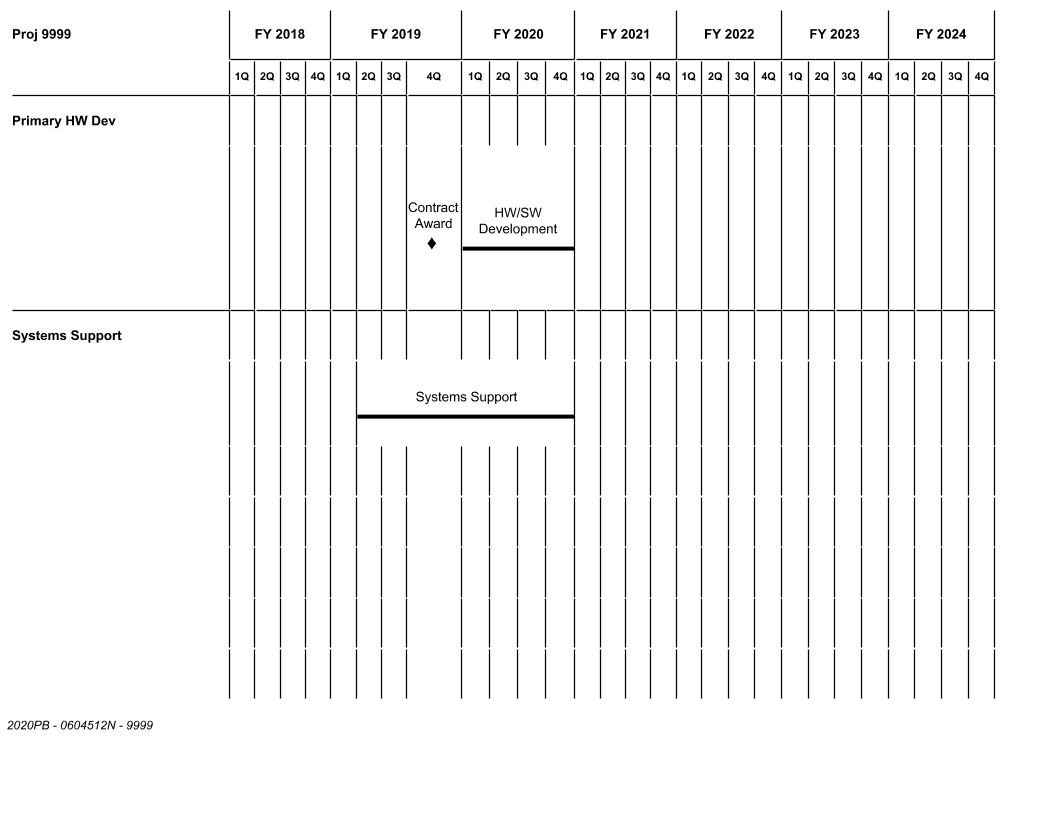 Proj 9999 FY 2018 FY 2019 FY 2020 FY 2021 FY 2022 FY 2023 FY 2024
1Q 2Q 3Q 4Q 1Q 2Q 3Q 4Q 1Q 2Q 3Q 4Q 1Q 2Q 3Q 4Q 1Q 2Q 3Q 4Q 1Q 2Q 3Q 4Q 1Q 2Q 3Q 4Q
Primary HW Dev
Contract
Award
HW/SW
Development
Systems Support
Systems Support
2020PB - 0604512N - 9999